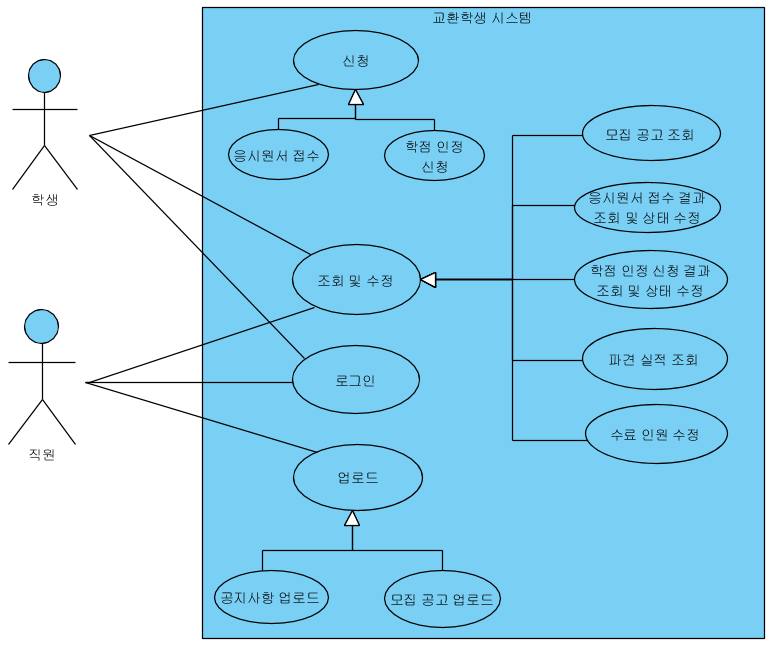 교환학생 시스템
신청
응시원서 접수
학점 인정
신청
학생
조회 및 수정
로그인
직원
업로드
공지사항 업로드
모집 공고 업로드
모집 공고 조회
응시원서 접수 결과
조회 및 상태 수정
학점 인정 신청 결과
조회 및 상태 수정
파견 실적 조회
수료 인원 수정